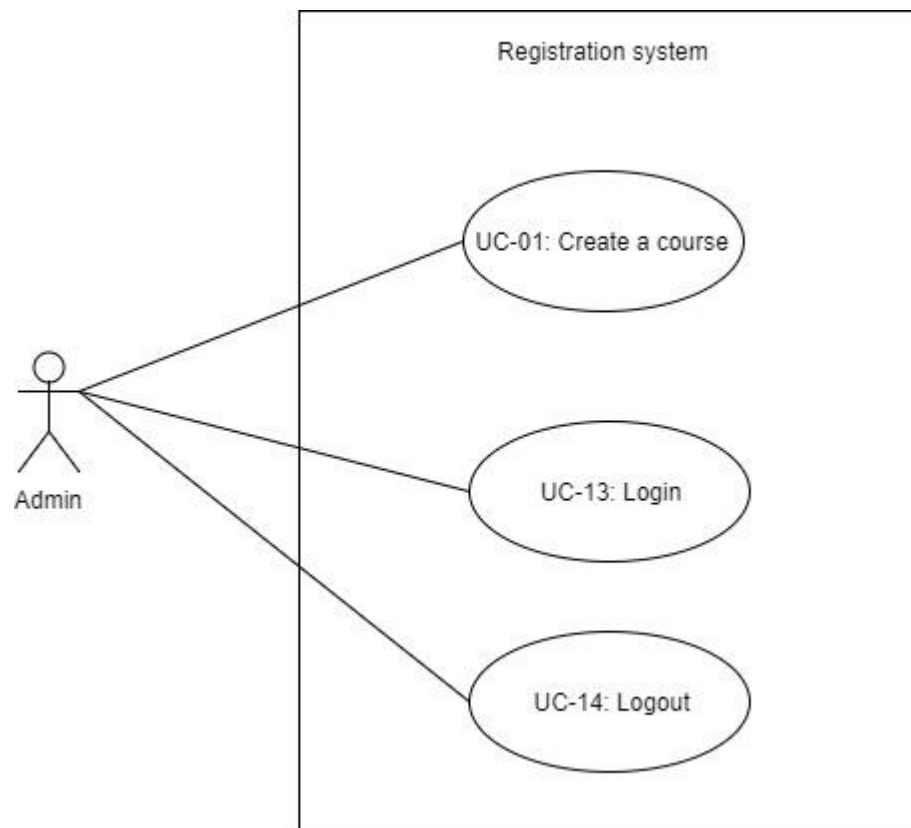 Registration system
UC-01: Create a course
Admin
UC-13: Login
UC-14: Logout